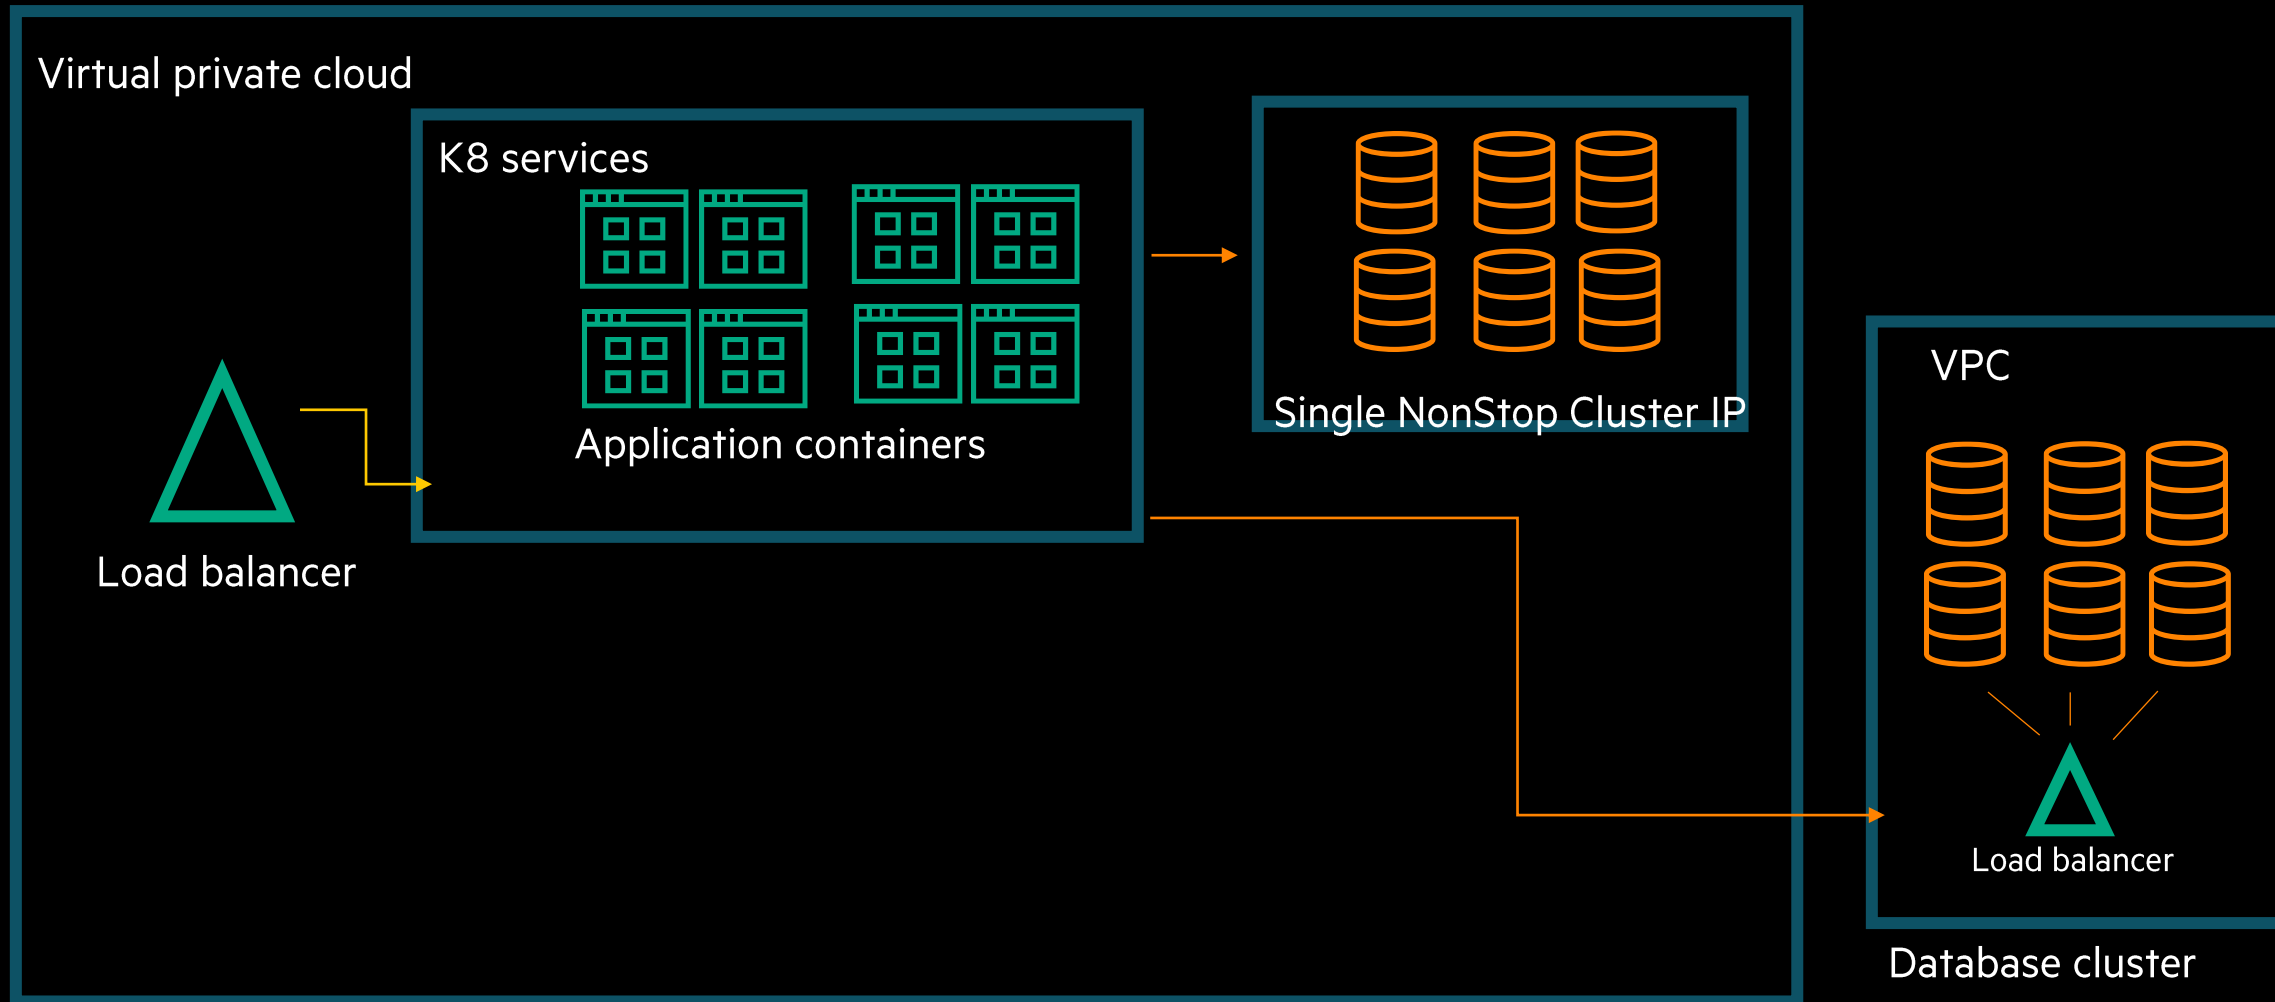 Virtual private cloud
K8 services
Application containers
Load balancer
Single NonStop Cluster IP
VPC
Load balancer
Database cluster